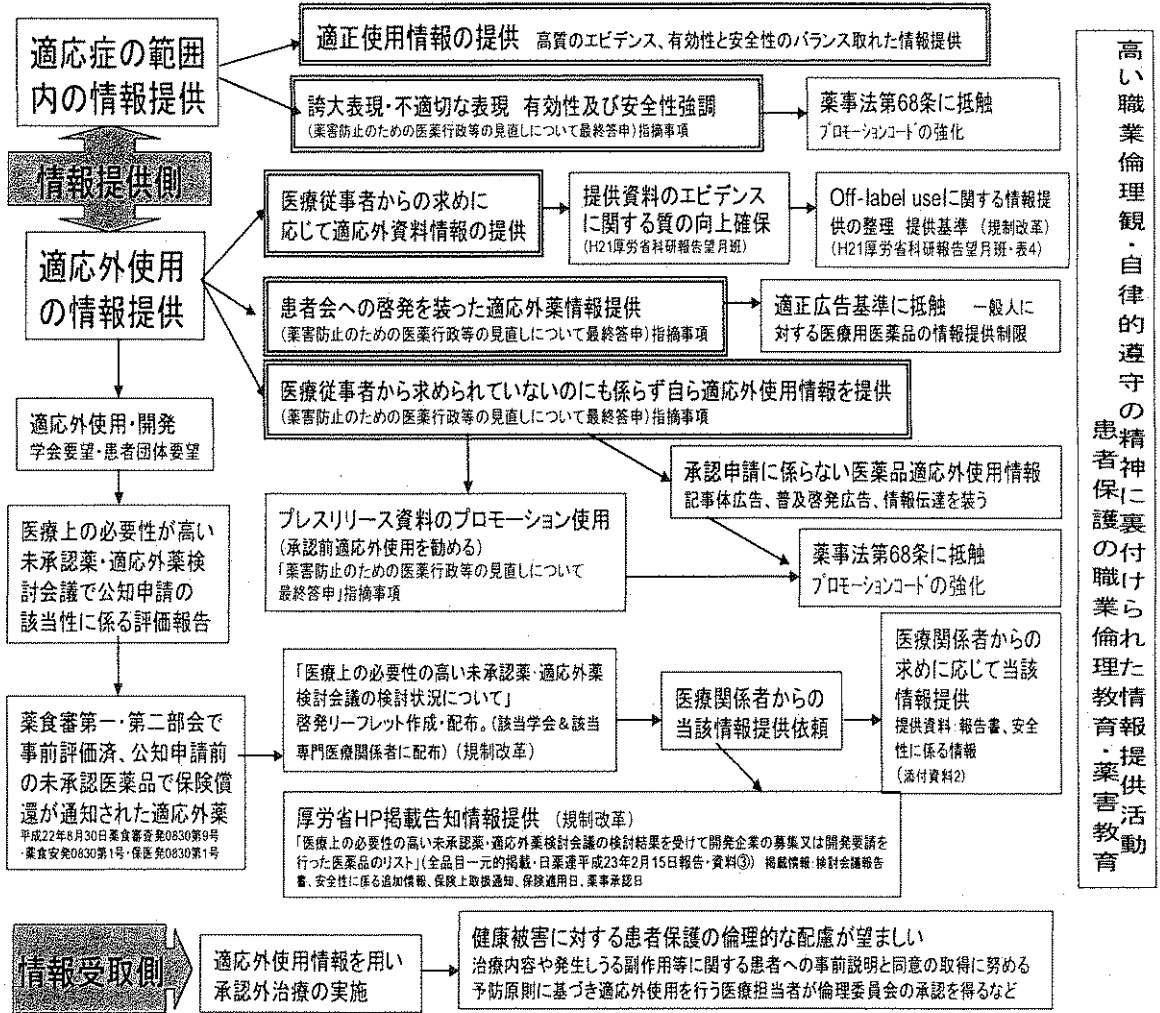 適応症の範囲
内の情報提供
適正使用情報の提供 高質のエビデンス、有効性と安全性のバランス取れた情報提供
誇大表現・不適切な表現 有効性及び安全性強調
(薬害防止のための医薬行政等の見直しについて最終答申)指摘事項
薬事法第68条に抵触
プロモーションコードの強化
情報提供側
適応外使用
の情報提供
医療従事者からの求めに
応じて適応外資料情報の提供
提供資料のエビデンス
に関する質の向上確保
(H21厚労省科研報告望月班)
Off-label useに関する情報提
供の整理 提供基準 (規制改革)
(H21厚労省科研報告望月班・表4)
患者会への啓発を装った適応外薬情報提供
(薬害防止のための医薬行政等の見直しについて最終答申)指摘事項
適正広告基準に抵触 一般人に
対する医療用医薬品の情報提供制限
医療従事者から求められていないのにも係らず自ら適応外使用情報を提供
(薬害防止のための医薬行政等の見直しについて最終答申)指摘事項
適応外使用・開発
学会要望・患者団体要望
承認申請に係らない医薬品適応外使用情報
記事体広告、普及啓発広告、情報伝達を装う
プレスリリース資料のプロモーション使用
(承認前適応外使用を勧める)
「薬害防止のための医薬行政等の見直しについて
最終答申」指摘事項
薬事法第68条に抵触
プロモーションコードの強化
医療上の必要性が高い
未承認薬・適応外薬検
討会議で公知申請の
該当性に係る評価報告
薬食審第一・第二部会で
事前評価済、公知申請前
の未承認医薬品で保険償
還が通知された適応外薬
平成22年8月30日薬食審査発0830第9号
・薬食安発0830第1号・保医発0830第1号
「医療上の必要性の高い未承認薬・適応外薬
検討会議の検討状況について」
啓発リーフレット作成・配布。(該当学会&該当
専門医療関係者に配布) (規制改革)
医療関係者からの
当該情報提供依頼
医療関係者からの
求めに応じて当該
情報提供
提供資料:報告書、安全
性に係る情報
(添付資料2)
厚労省HP掲載告知情報提供 (規制改革)
「医療上の必要性の高い未承認薬・適応外薬検討会議の検討結果を受けて開発企業の募集又は開発要請を
行った医薬品のリスト」(全品目一元的掲載・日薬連平成23年2月15日報告・資料③) 掲載情報:検討会議報告
書、安全性に係る追加情報、保険上取扱通知、保険適用日、薬事承認日
高い職業倫理観・自律的遵守の精神に裏付けられた情報提供活動
患者保護の職業倫理教育・薬害教育
情報受取側
適応外使用情報を用い
承認外治療の実施
健康被害に対する患者保護の倫理的な配慮が望ましい
治療内容や発生しうる副作用等に関する患者への事前説明と同意の取得に努める
予防原則に基づき適応外使用を行う医療担当者が倫理委員会の承認を得るなど